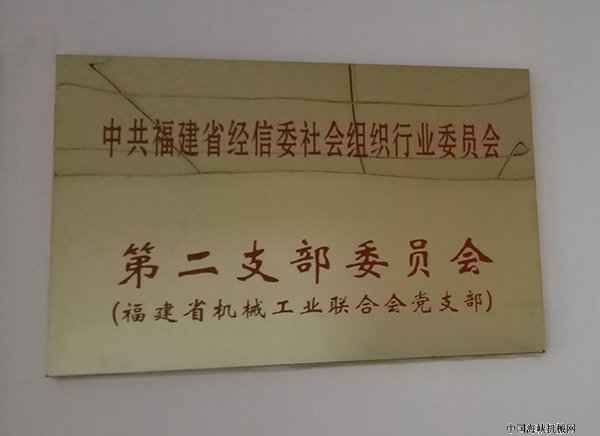 中共福建省经信委社会组织行业委员会
第二支部委员会
(福建省机械工业联合会党支部)
中国海峡机械网